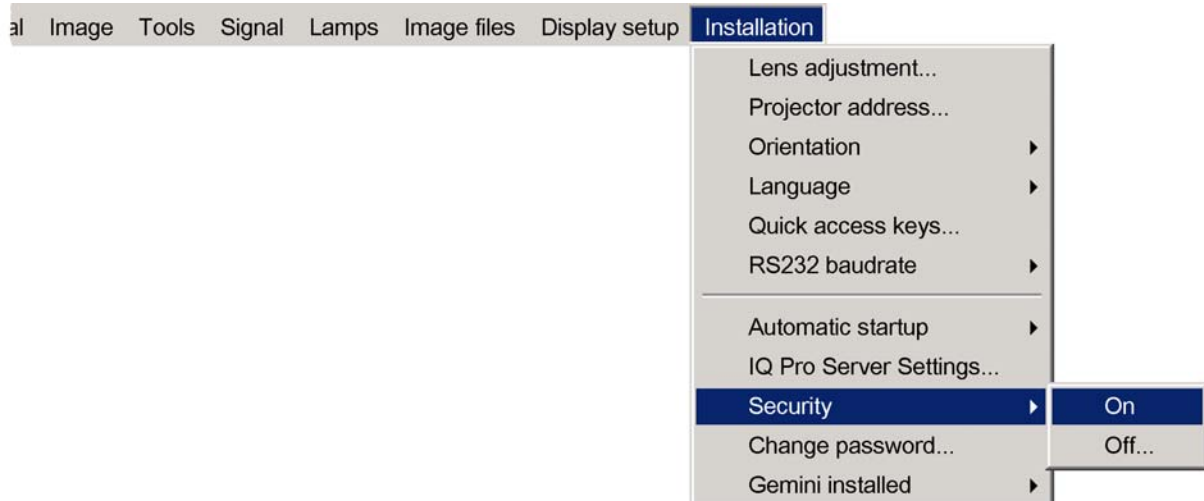 al Image Tools Signal Lamps Image files Display setup Installation
Lens adjustment...
Projector address...
Orientation
Language
Quick access keys...
RS232 baudrate
Automatic startup
IQ Pro Server Settings...
Security On
Change password... Off...
Gemini installed